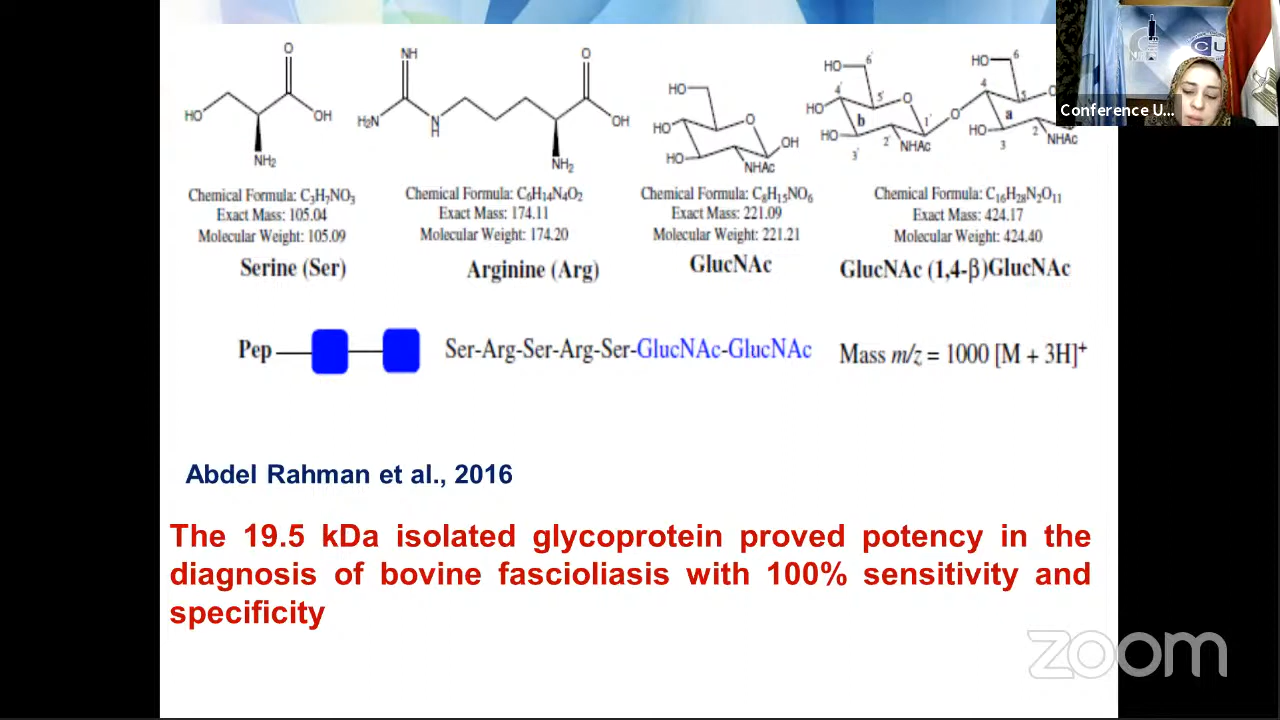 O
NH
O
HO
OH
NH₂
H₂N
N
H
OH
NH₂
HO
HO
HO
O
OH
NHAc
HO
6'
4'
HO
5'
O
b
HO
3'
2'
1'
NHAc
O
HO
6
4
5
a
HO
3
2
NHAc
Chemical Formula: C₃H₇NO₃
Exact Mass: 105.04
Molecular Weight: 105.09
Serine (Ser)
Chemical Formula: C₆H₁₄N₄O₂
Exact Mass: 174.11
Molecular Weight: 174.20
Arginine (Arg)
Chemical Formula: C₈H₁₅NO₆
Exact Mass: 221.09
Molecular Weight: 221.21
GlucNAc
Chemical Formula: C₁₆H₂₈N₂O₁₁
Exact Mass: 424.17
Molecular Weight: 424.40
GlucNAc (1,4-β)GlucNAc
Pep
Ser-Arg-Ser-Arg-Ser-GlucNAc-GlucNAc
Mass m/z = 1000 [M + 3H]⁺
Abdel Rahman et al., 2016
The 19.5 kDa isolated glycoprotein proved potency in the
diagnosis of bovine fascioliasis with 100% sensitivity and
specificity
Conference U...
zoom